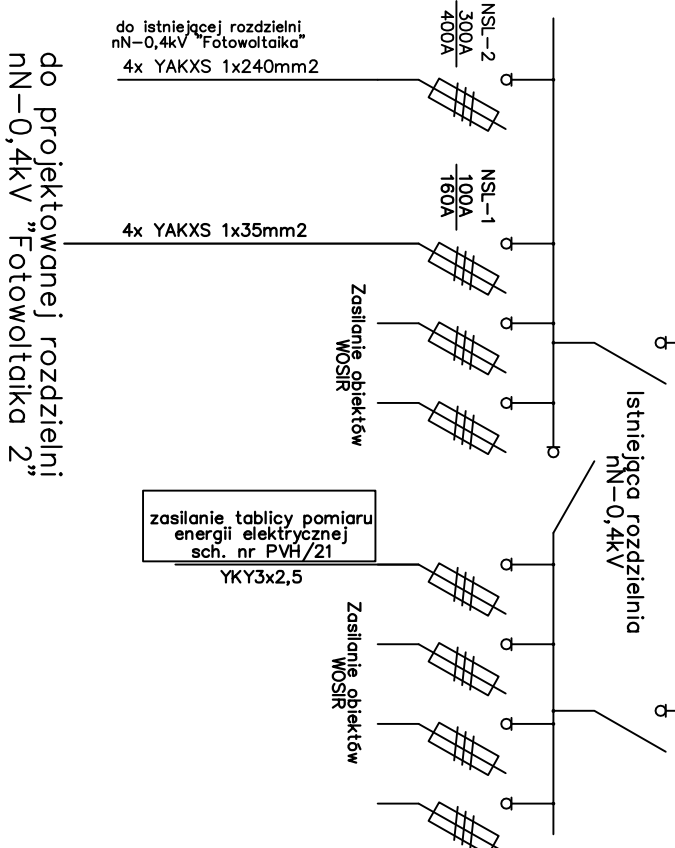 do istniejącej rozdzielni
nN-0,4kV "Fotowoltaika"
4x YAKXS 1x240mm2
NSL-2
300A
400A
NSL-1
100A
160A
4x YAKXS 1x35mm2
do projektowanej rozdzielni
nN-0,4kV "Fotowoltaika 2"
Zasilanie obiektów
WOSiR
Istniejąca rozdzielnia
nN-0,4kV
zasilanie tablicy pomiaru
energii elektrycznej
sch. nr PVH/21
YKY3x2,5
Zasilanie obiektów
WOSiR